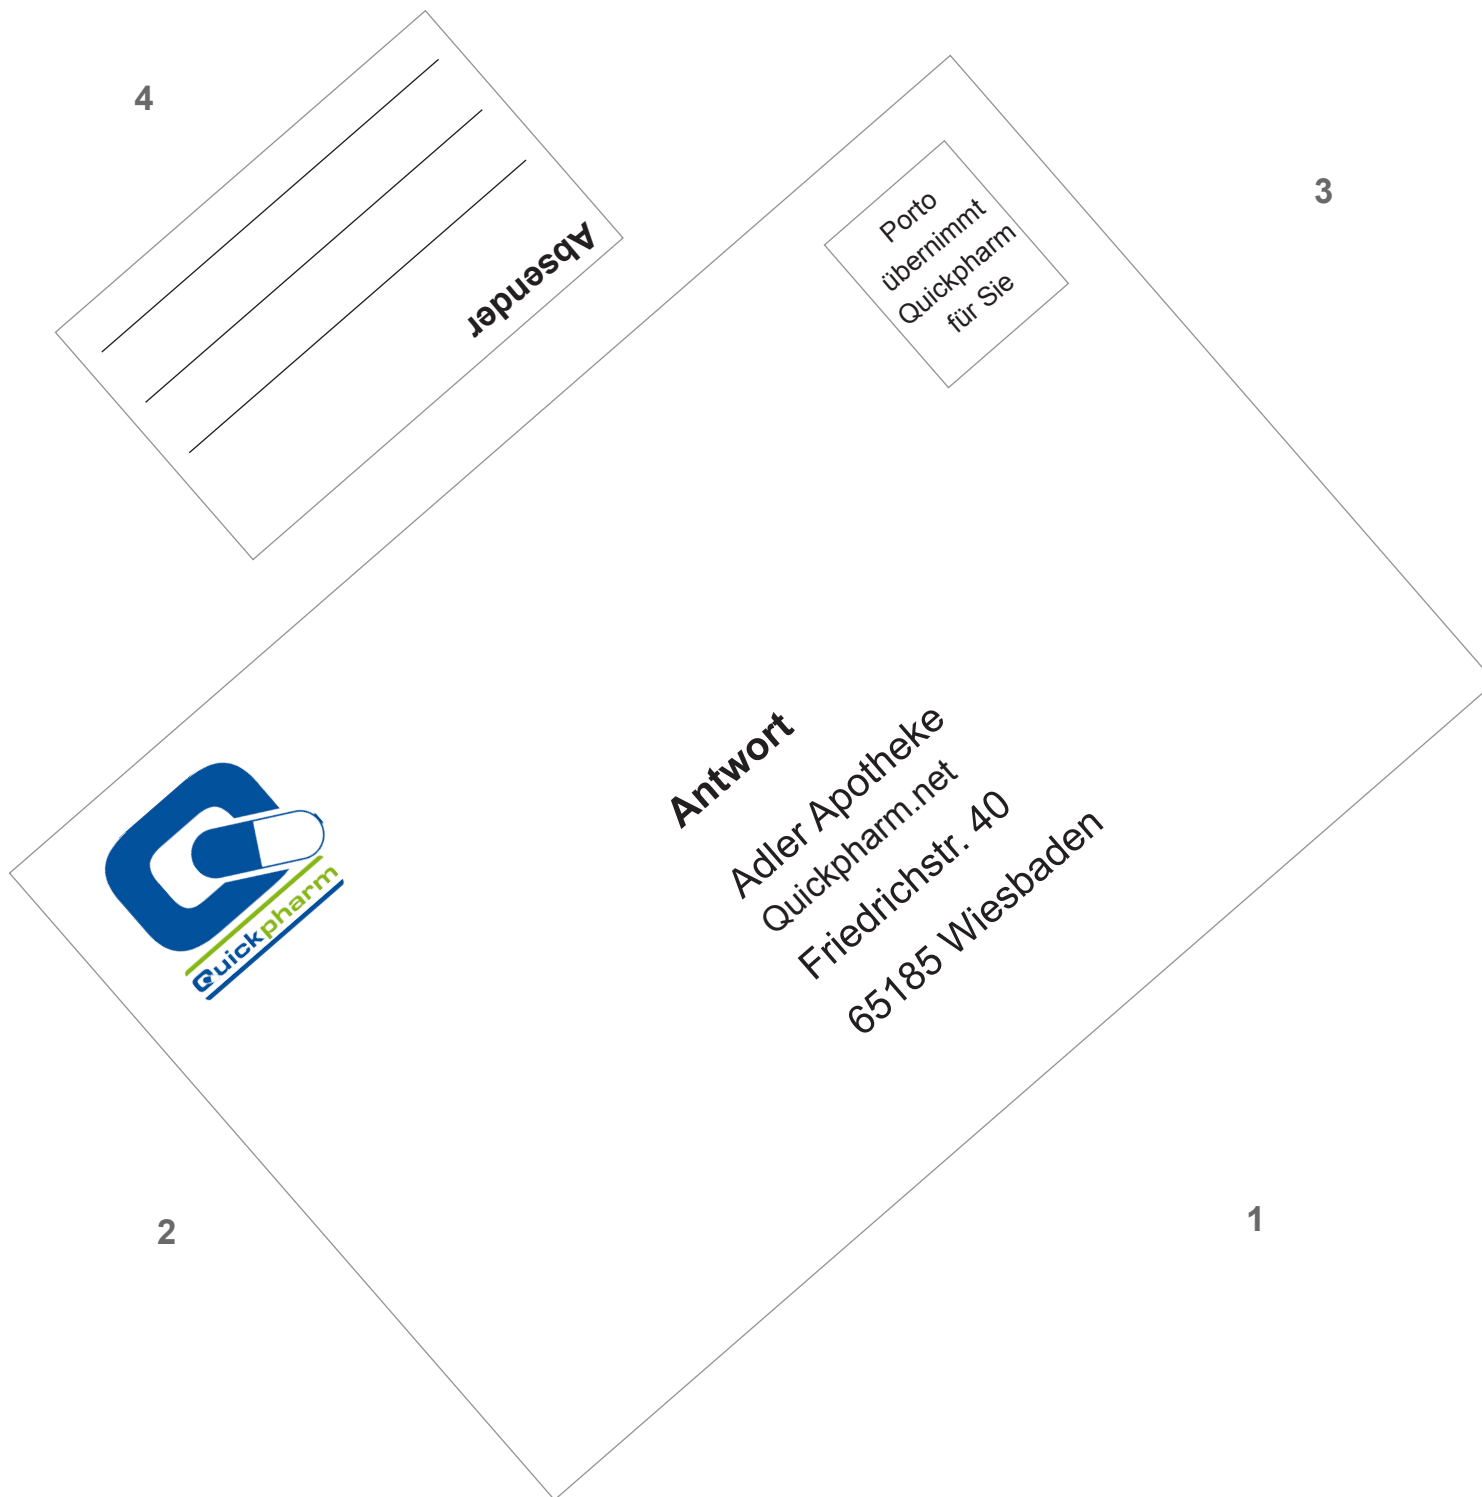 4
Absender
3
Porto
übernimmt
Quickpharm
für Sie
Antwort
Adler Apotheke
Quickpharm.net
Friedrichstr. 40
65185 Wiesbaden
Quickpharm
2
1